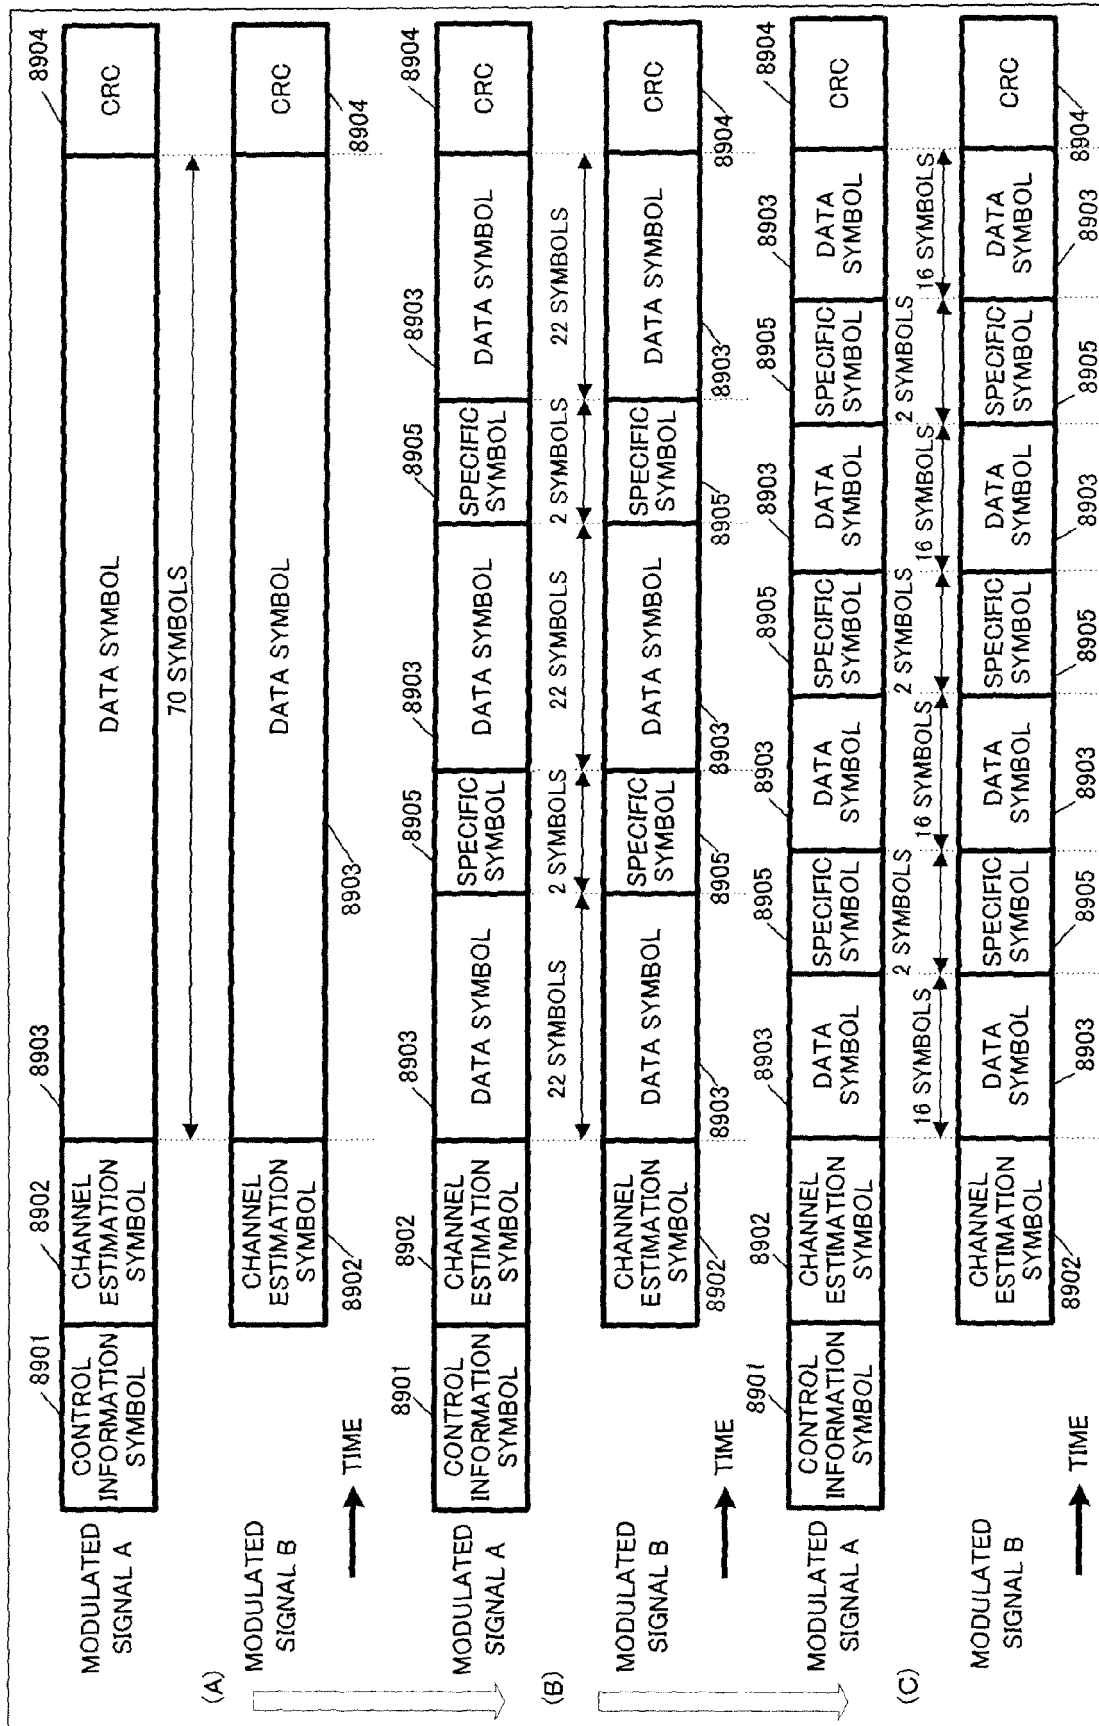 8901
8902
8903
8904
MODULATED
SIGNAL A
CONTROL
INFORMATION
SYMBOL
CHANNEL
ESTIMATION
SYMBOL
DATA SYMBOL
CRC
70 SYMBOLS
MODULATED
SIGNAL B
CHANNEL
ESTIMATION
SYMBOL
DATA SYMBOL
CRC
8902
8903
8904
TIME
(A)
8901
8902
8903
8905
8903
8905
8903
8904
MODULATED
SIGNAL A
CONTROL
INFORMATION
SYMBOL
CHANNEL
ESTIMATION
SYMBOL
DATA SYMBOL
SPECIFIC
SYMBOL
DATA SYMBOL
SPECIFIC
SYMBOL
DATA SYMBOL
CRC
22 SYMBOLS
2 SYMBOLS
22 SYMBOLS
2 SYMBOLS
22 SYMBOLS
MODULATED
SIGNAL B
CHANNEL
ESTIMATION
SYMBOL
DATA SYMBOL
SPECIFIC
SYMBOL
DATA SYMBOL
SPECIFIC
SYMBOL
DATA SYMBOL
CRC
8902
8903
8905
8903
8905
8903
8904
TIME
(B)
8901
8902
8903
8905
8903
8905
8903
8905
8903
8904
MODULATED
SIGNAL A
CONTROL
INFORMATION
SYMBOL
CHANNEL
ESTIMATION
SYMBOL
DATA
SYMBOL
SPECIFIC
SYMBOL
DATA
SYMBOL
SPECIFIC
SYMBOL
DATA
SYMBOL
SPECIFIC
SYMBOL
DATA
SYMBOL
CRC
16 SYMBOLS
2 SYMBOLS
16 SYMBOLS
2 SYMBOLS
16 SYMBOLS
2 SYMBOLS
16 SYMBOLS
MODULATED
SIGNAL B
CHANNEL
ESTIMATION
SYMBOL
DATA
SYMBOL
SPECIFIC
SYMBOL
DATA
SYMBOL
SPECIFIC
SYMBOL
DATA
SYMBOL
SPECIFIC
SYMBOL
DATA
SYMBOL
CRC
8902
8903
8905
8903
8905
8903
8905
8903
8904
TIME
(C)